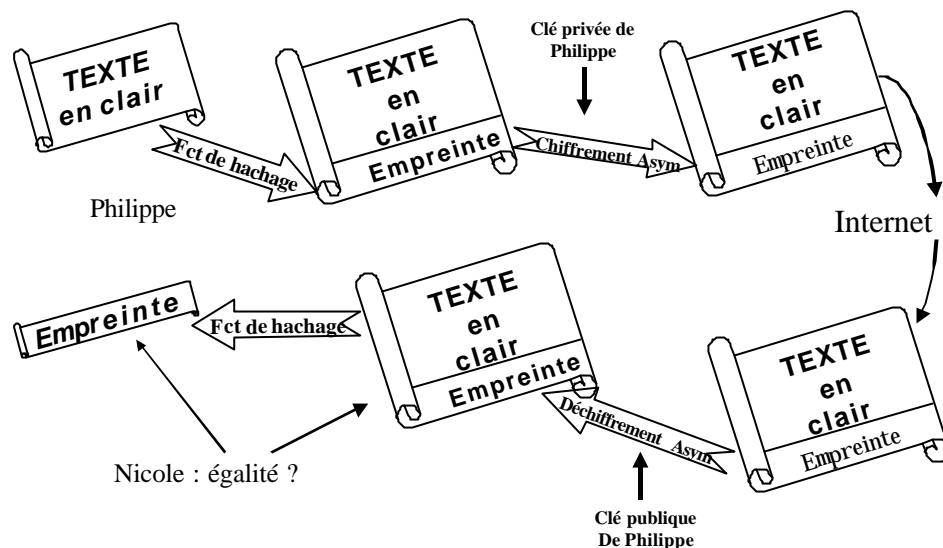 Clé privée de
Philippe
TEXTE
en clair
TEXTE
en
clair
Empreinte
TEXTE
en
clair
Empreinte
Fct de hachage
Chiffrement Asym
Philippe
Internet
Empreinte
Fct de hachage
TEXTE
en
clair
Empreinte
TEXTE
en
clair
Empreinte
Déchiffrement Asym
Nicole : égalité ?
Clé publique
De Philippe